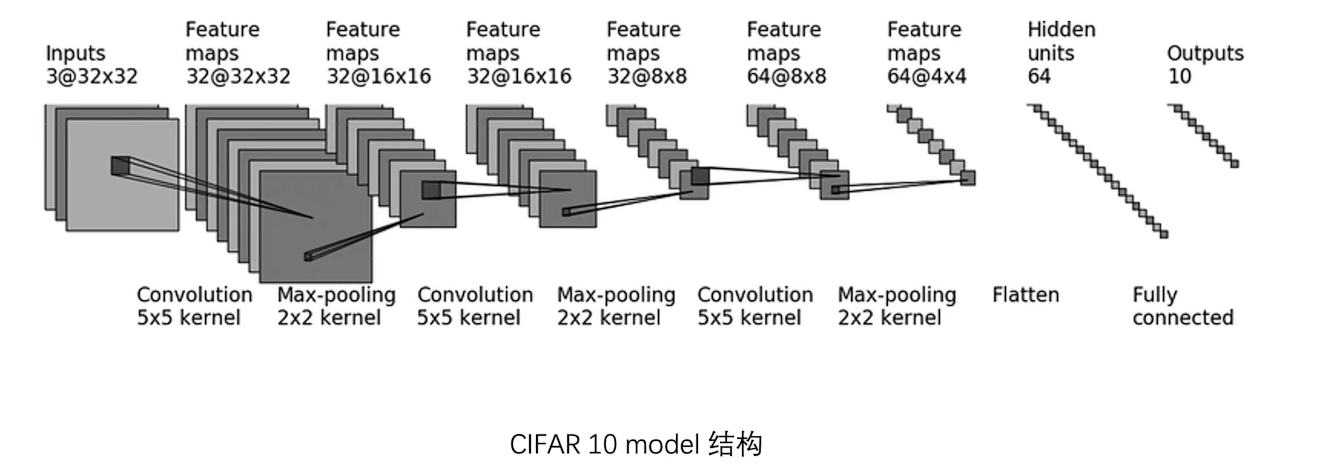 Inputs
3@32x32
Feature
maps
32@32x32
Feature
maps
32@16x16
Feature
maps
32@16x16
Feature
maps
32@8x8
Feature
maps
64@8x8
Feature
maps
64@4x4
Hidden
units
64
Outputs
10
Convolution
5x5 kernel
Max-pooling
2x2 kernel
Convolution
5x5 kernel
Max-pooling
2x2 kernel
Convolution
5x5 kernel
Max-pooling
2x2 kernel
Flatten
Fully
connected
CIFAR 10 model 结构